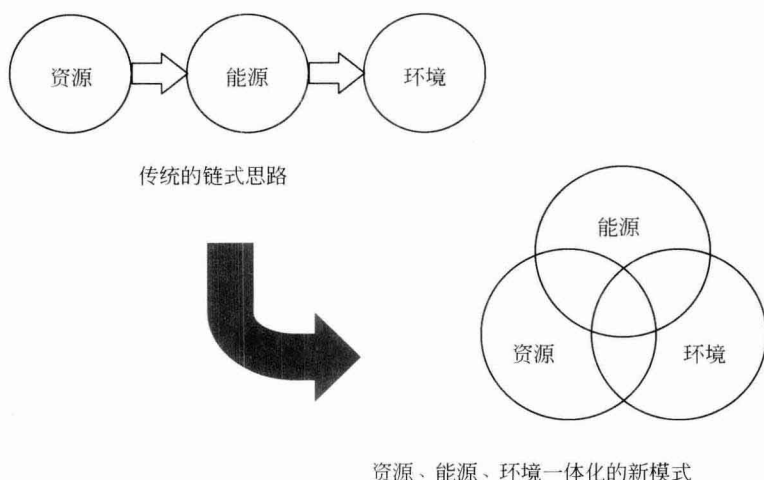 资源
能源
环境
传统的链式思路
能源
资源
环境
资源、能源、环境一体化的新模式